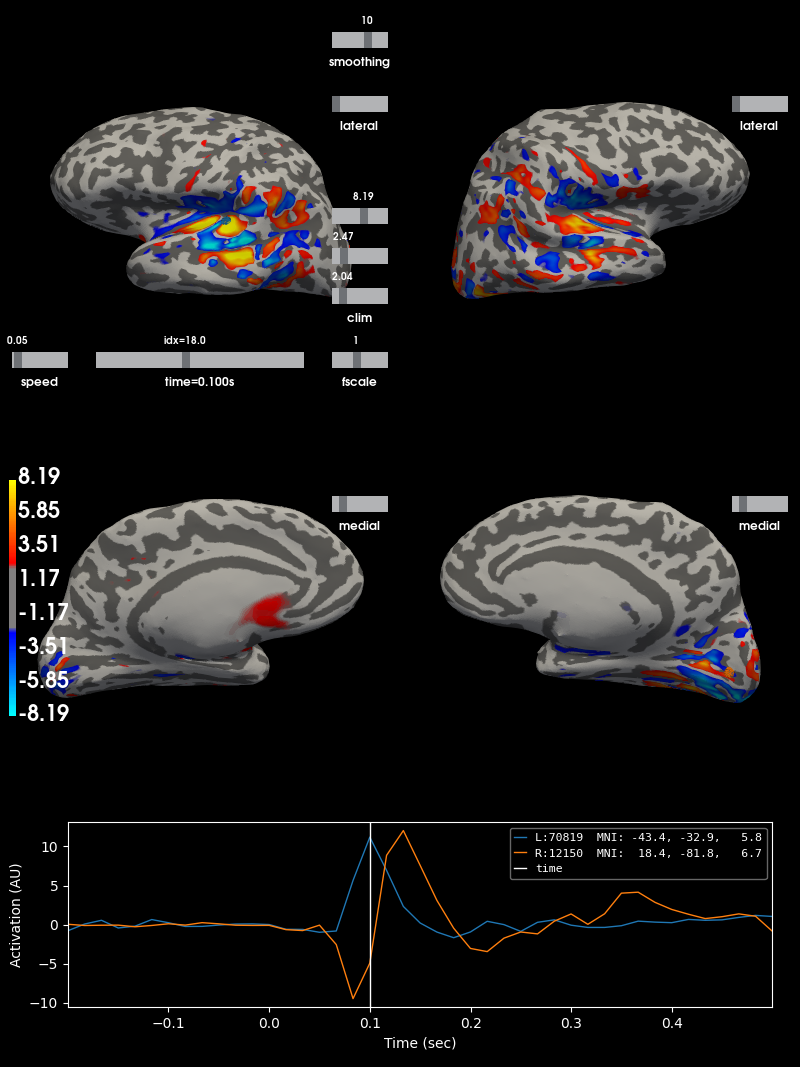 10
smoothing
lateral
lateral
8.19
2.47
2.04
clim
0.05
idx=18.0
1
speed
time=0.100s
fscale
8.19
5.85
3.51
1.17
-1.17
-3.51
-5.85
-8.19
medial
medial
Activation (AU)
10
5
0
−5
−10
L:70819 MNI: -43.4, -32.9, 5.8
R:12150 MNI: 18.4, -81.8, 6.7
time
−0.1
0.0
0.1
0.2
0.3
0.4
Time (sec)